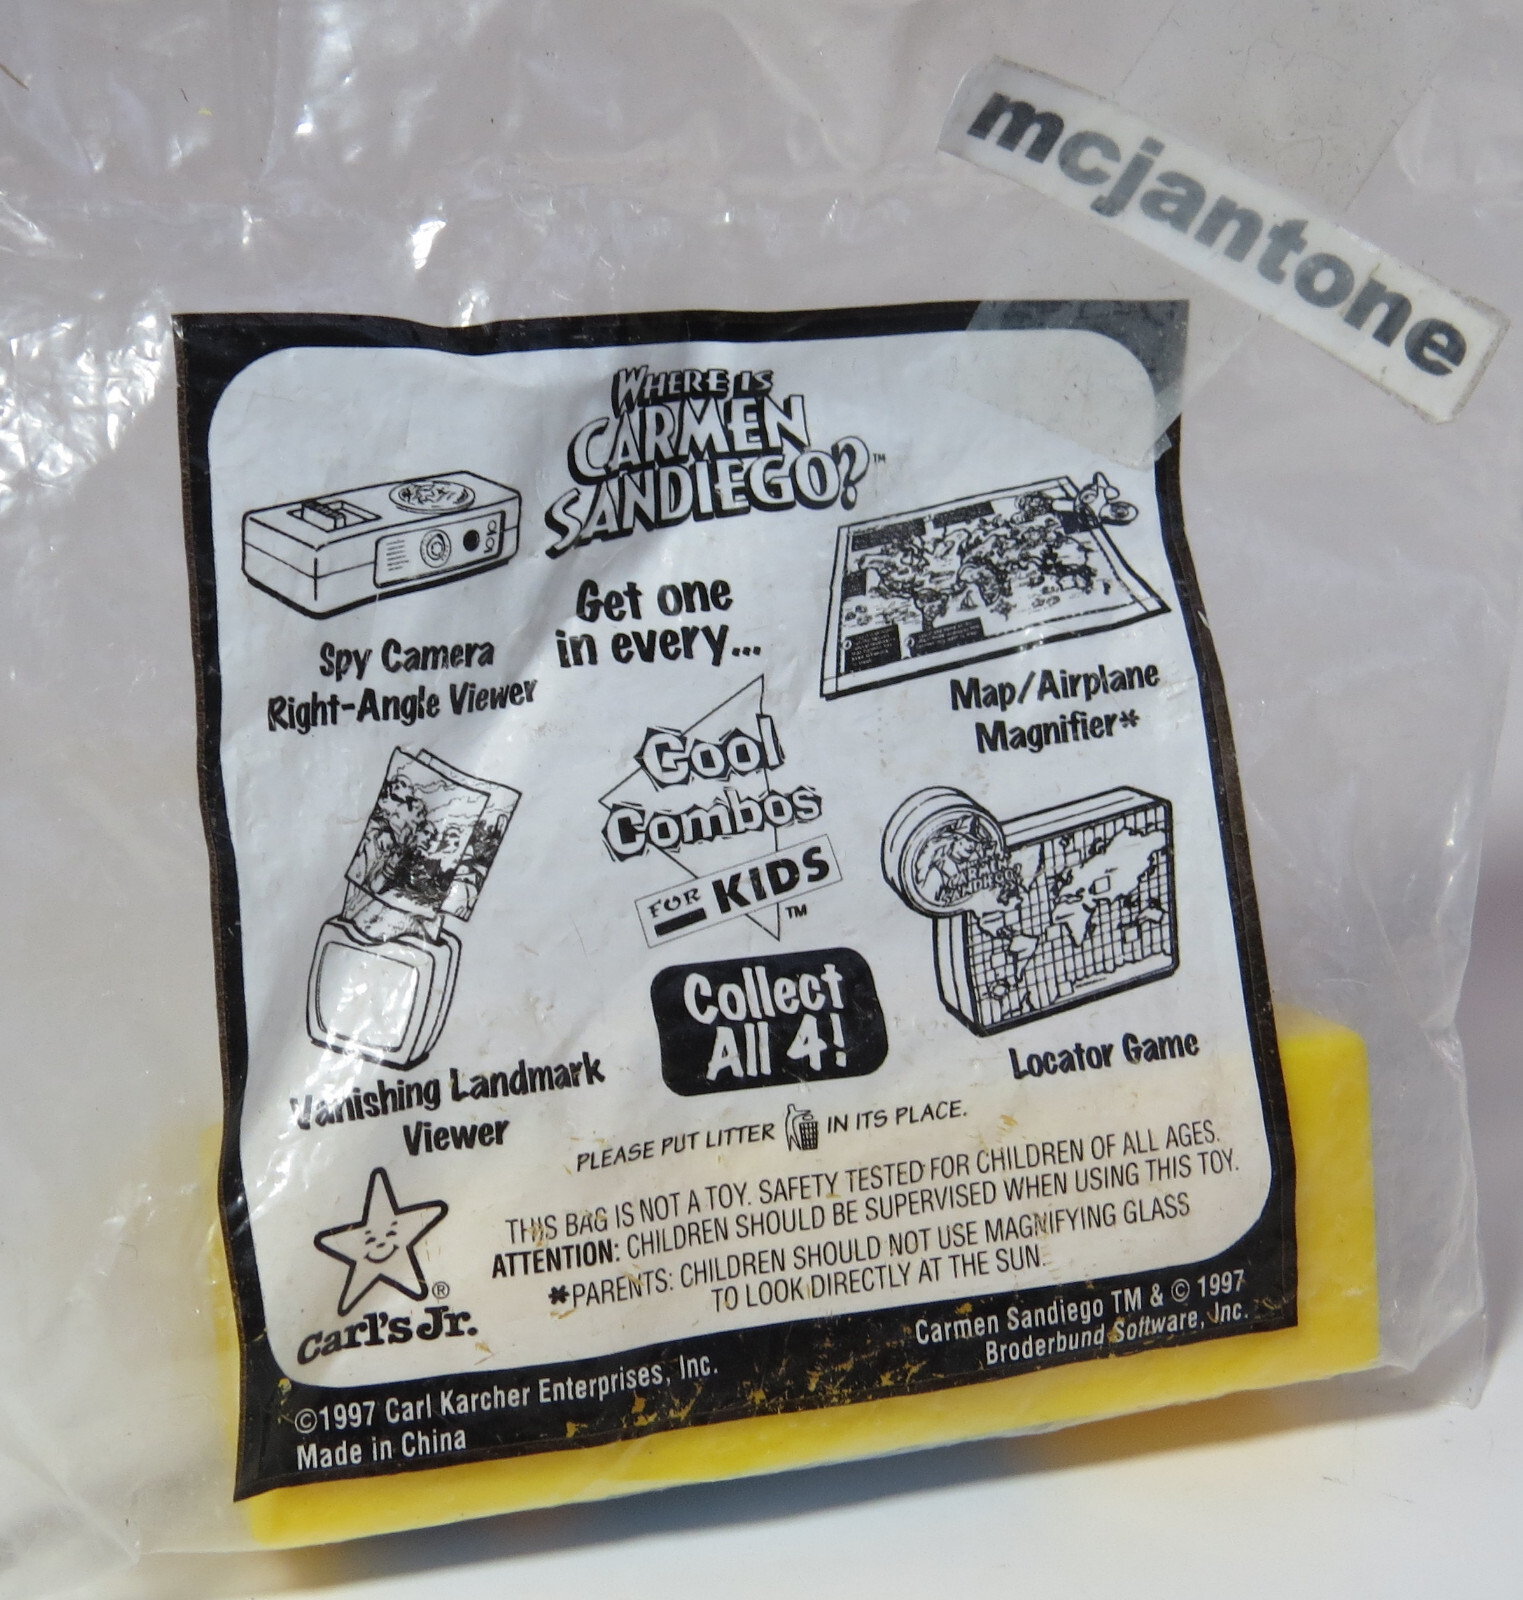 mcjantone
WHERE IS
CARMEN
SANDIEGO?™
Get one
in every...
Spy Camera
Right-Angle Viewer
Map/Airplane
Magnifier*
Cool
Combos
FOR KIDS™
Vanishing Landmark
Viewer
CARMEN
SANDIEGO?
Locator Game
Collect
All 4!
PLEASE PUT LITTER IN ITS PLACE.
THIS BAG IS NOT A TOY. SAFETY TESTED FOR CHILDREN OF ALL AGES.
ATTENTION: CHILDREN SHOULD BE SUPERVISED WHEN USING THIS TOY.
*PARENTS: CHILDREN SHOULD NOT USE MAGNIFYING GLASS
TO LOOK DIRECTLY AT THE SUN.
Carl's Jr.®
©1997 Carl Karcher Enterprises, Inc.
Made in China
Carmen Sandiego TM & © 1997
Broderbund Software, Inc.